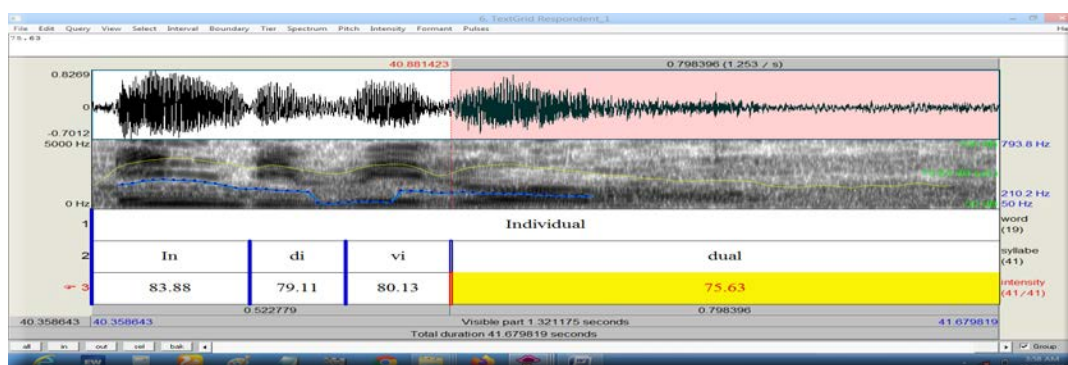 6. TextGrid Respondent_1
File Edit Query View Select Interval Boundary Tier Spectrum Pitch Intensity Formant Pulses
75.63
40.881423 0.798396 (1.253 / s)
0.8269
0
-0.7012
5000 Hz 793.8 Hz
210.2 Hz
0 Hz 50 Hz
1 Individual word (19)
2 In di vi dual syllabe (41)
3 83.88 79.11 80.13 75.63 intensity (41/41)
0.522779 0.798396
40.358643 40.358643 Visible part 1.321175 seconds 41.679819
Total duration 41.679819 seconds
all in out sel bak Group
3:58 AM